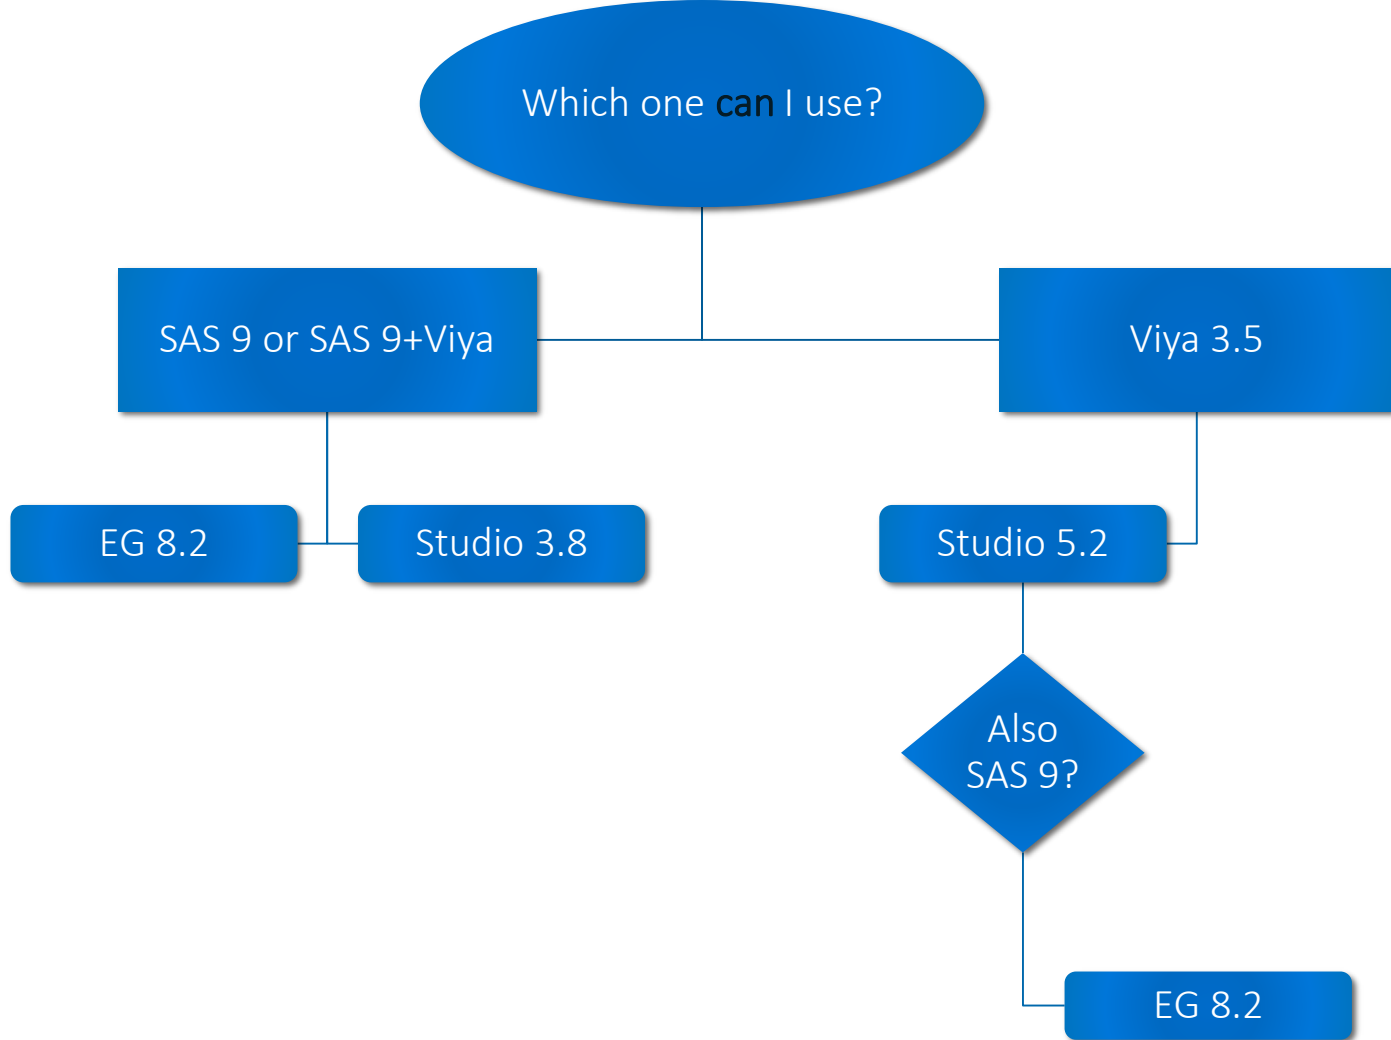 Which one can I use?
SAS 9 or SAS 9+Viya
Viya 3.5
EG 8.2
Studio 3.8
Studio 5.2
Also
SAS 9?
EG 8.2